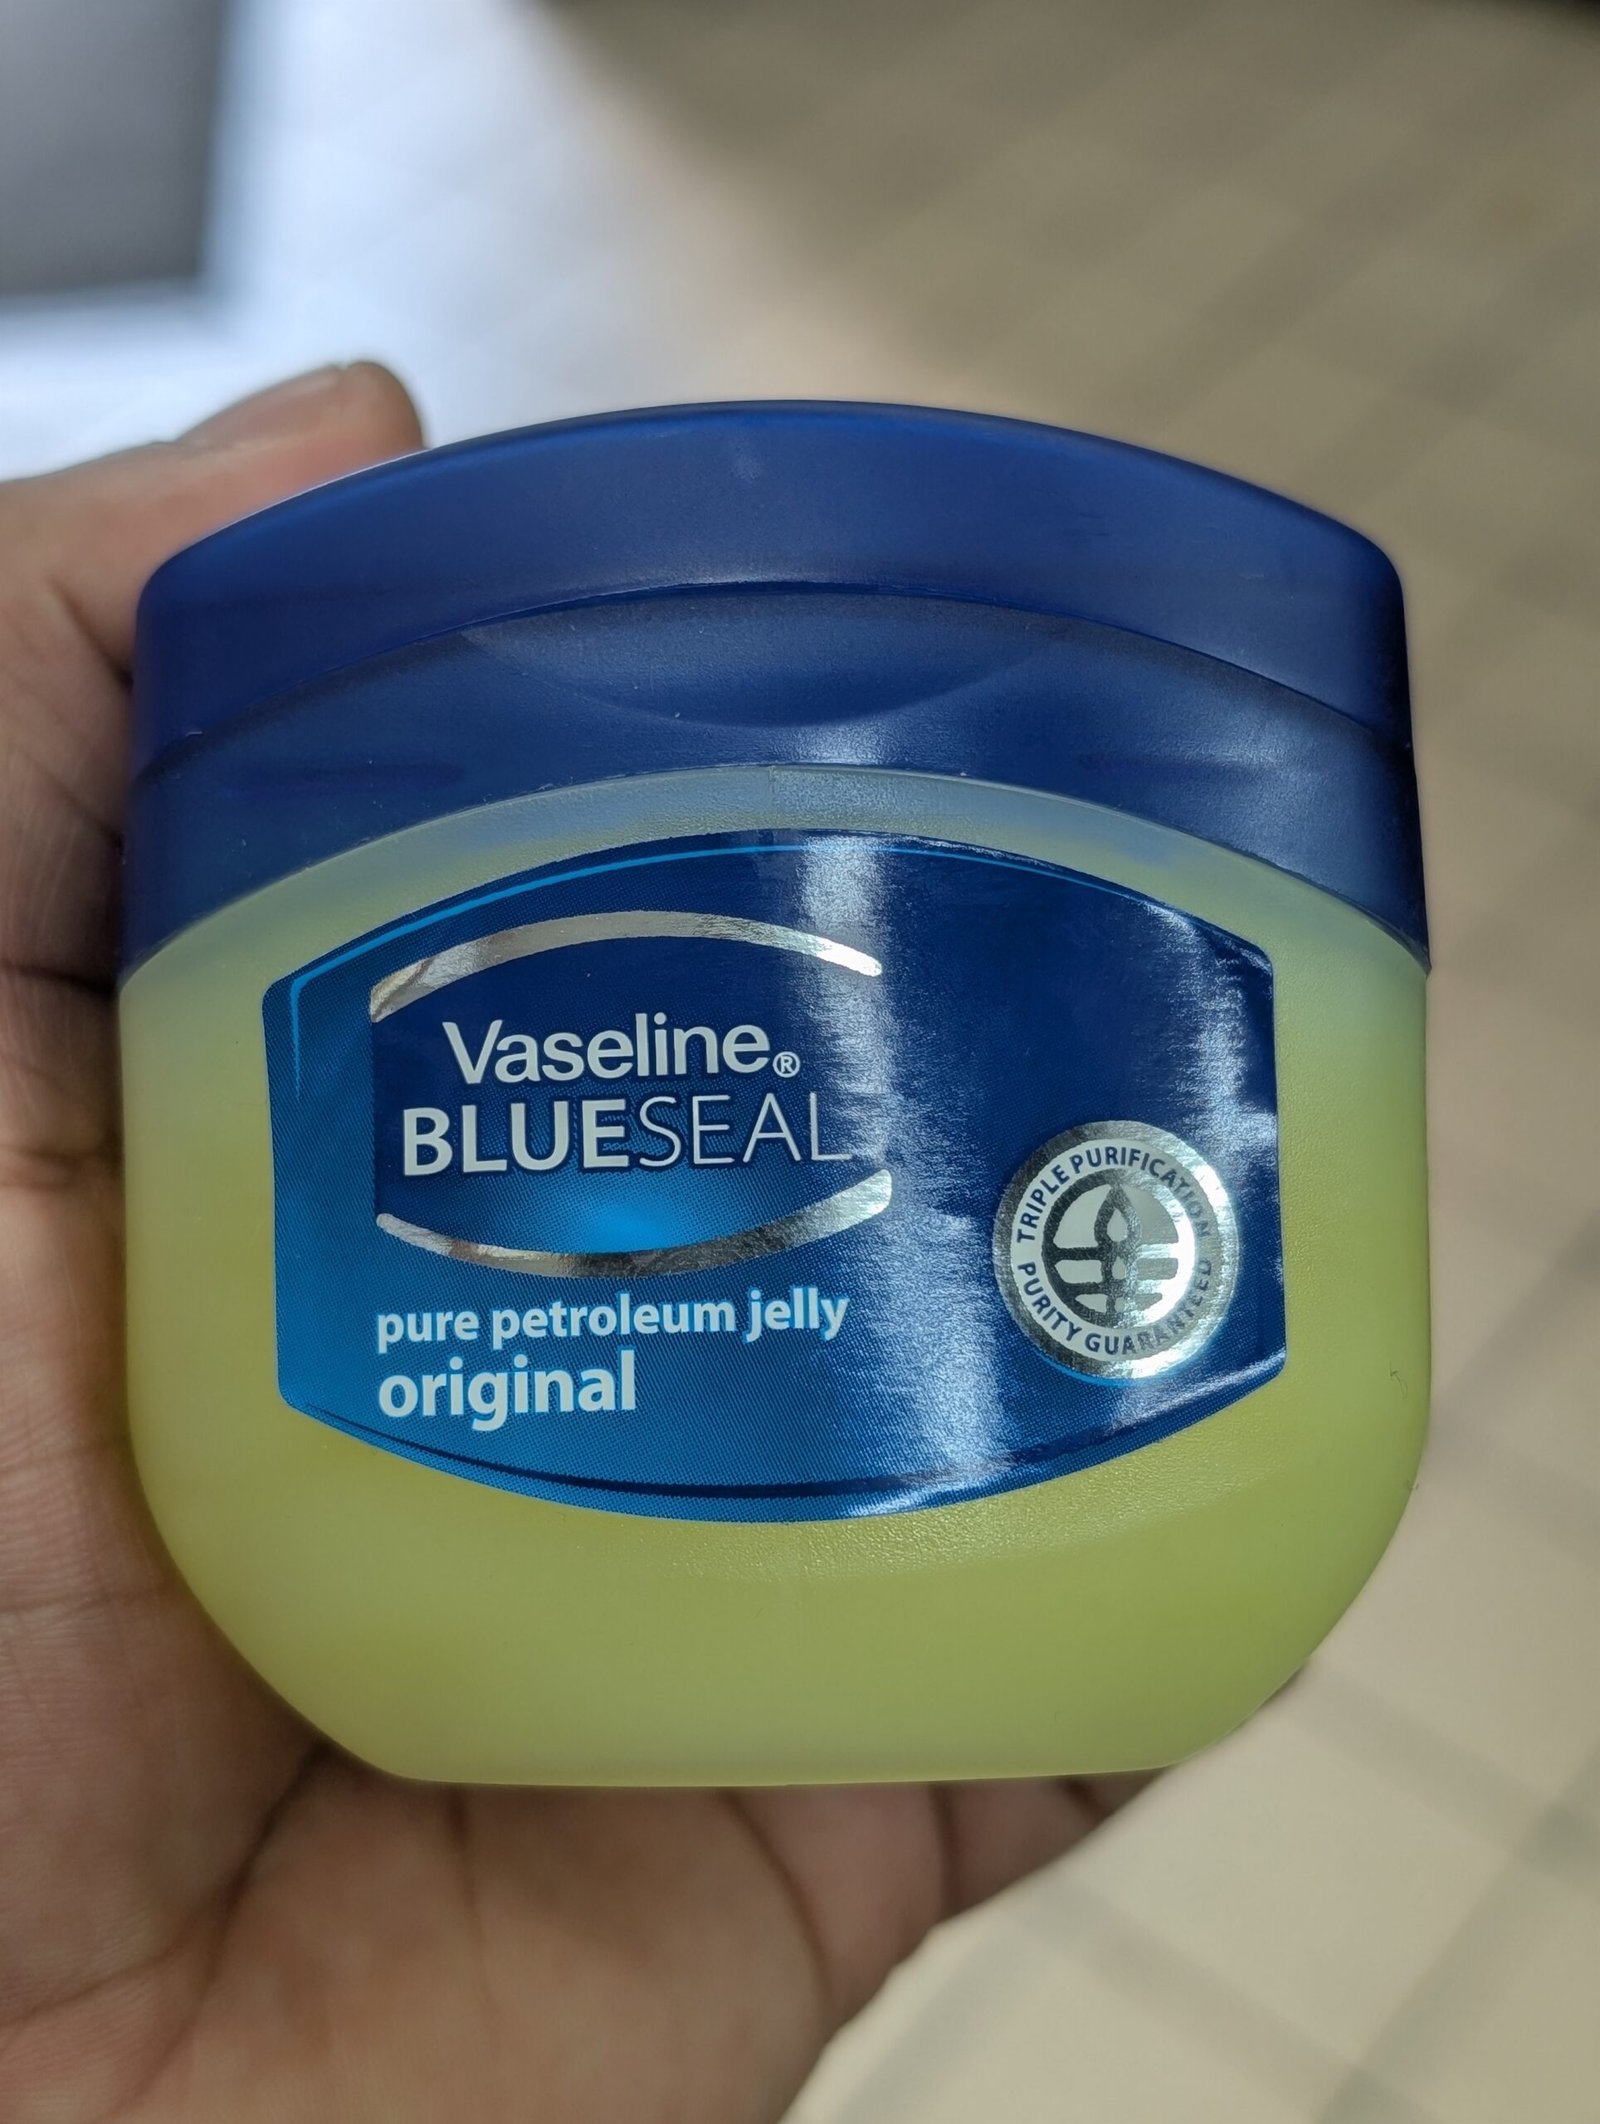 Vaseline®
BLUESEAL
pure petroleum jelly
original
TRIPLE PURIFICATION
PURITY GUARANTEED